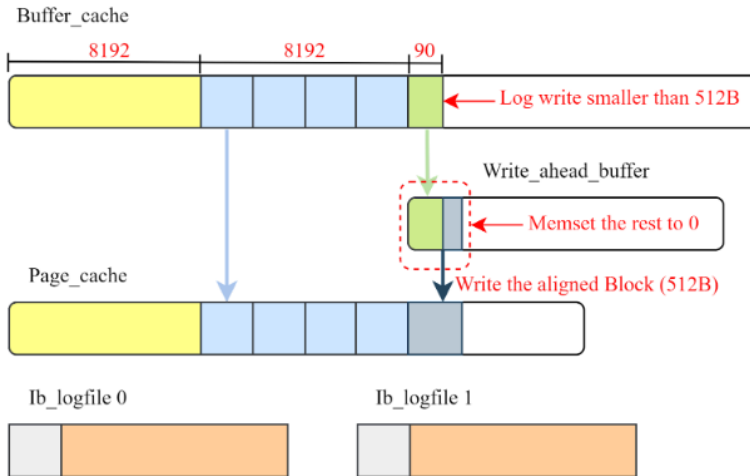 Buffer_cache
8192
8192
90
Log write smaller than 512B
Write_ahead_buffer
Memset the rest to 0
Page_cache
Write the aligned Block (512B)
Ib_logfile 0
Ib_logfile 1